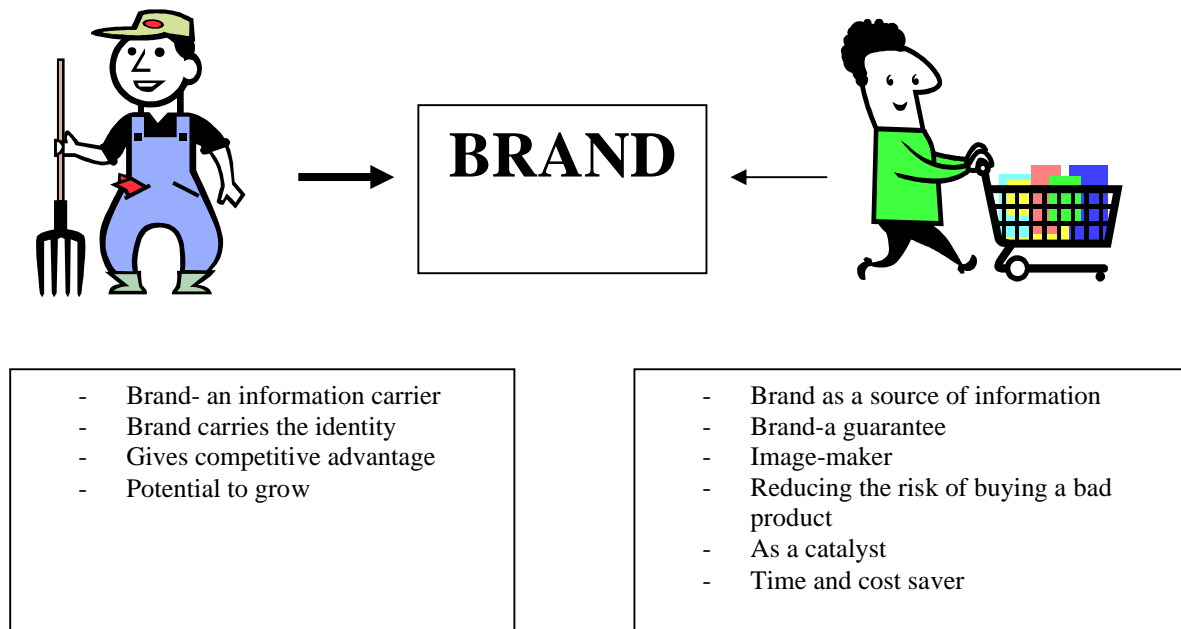 BRAND
- Brand- an information carrier
- Brand carries the identity
- Gives competitive advantage
- Potential to grow
- Brand as a source of information
- Brand-a guarantee
- Image-maker
- Reducing the risk of buying a bad
product
- As a catalyst
- Time and cost saver